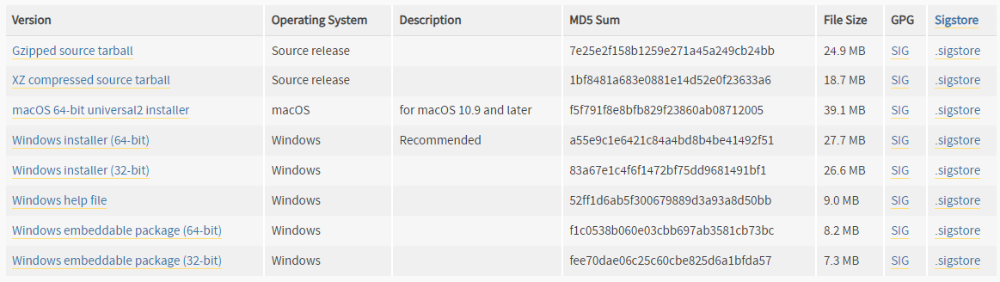 Version Operating System Description MD5 Sum File Size GPG Sigstore
Gzipped source tarball Source release 7e25e2f158b1259e271a45a249cb24bb 24.9 MB SIG .sigstore
XZ compressed source tarball Source release 1bf8481a683e0881e14d52e0f23633a6 18.7 MB SIG .sigstore
macOS 64-bit universal2 installer macOS for macOS 10.9 and later f5f791f8e8bfb829f23860ab08712005 39.1 MB SIG .sigstore
Windows installer (64-bit) Windows Recommended a55e9c1e6421c84a4bd8b4be41492f51 27.7 MB SIG .sigstore
Windows installer (32-bit) Windows 83a67e1c4f6f1472bf75dd9681491bf1 26.6 MB SIG .sigstore
Windows help file Windows 52ff1d6ab5f300679889d3a93a8d50bb 9.0 MB SIG .sigstore
Windows embeddable package (64-bit) Windows f1c0538b060e03cbb697ab3581cb73bc 8.2 MB SIG .sigstore
Windows embeddable package (32-bit) Windows fee70dae06c25c60cbe825d6a1bfda57 7.3 MB SIG .sigstore